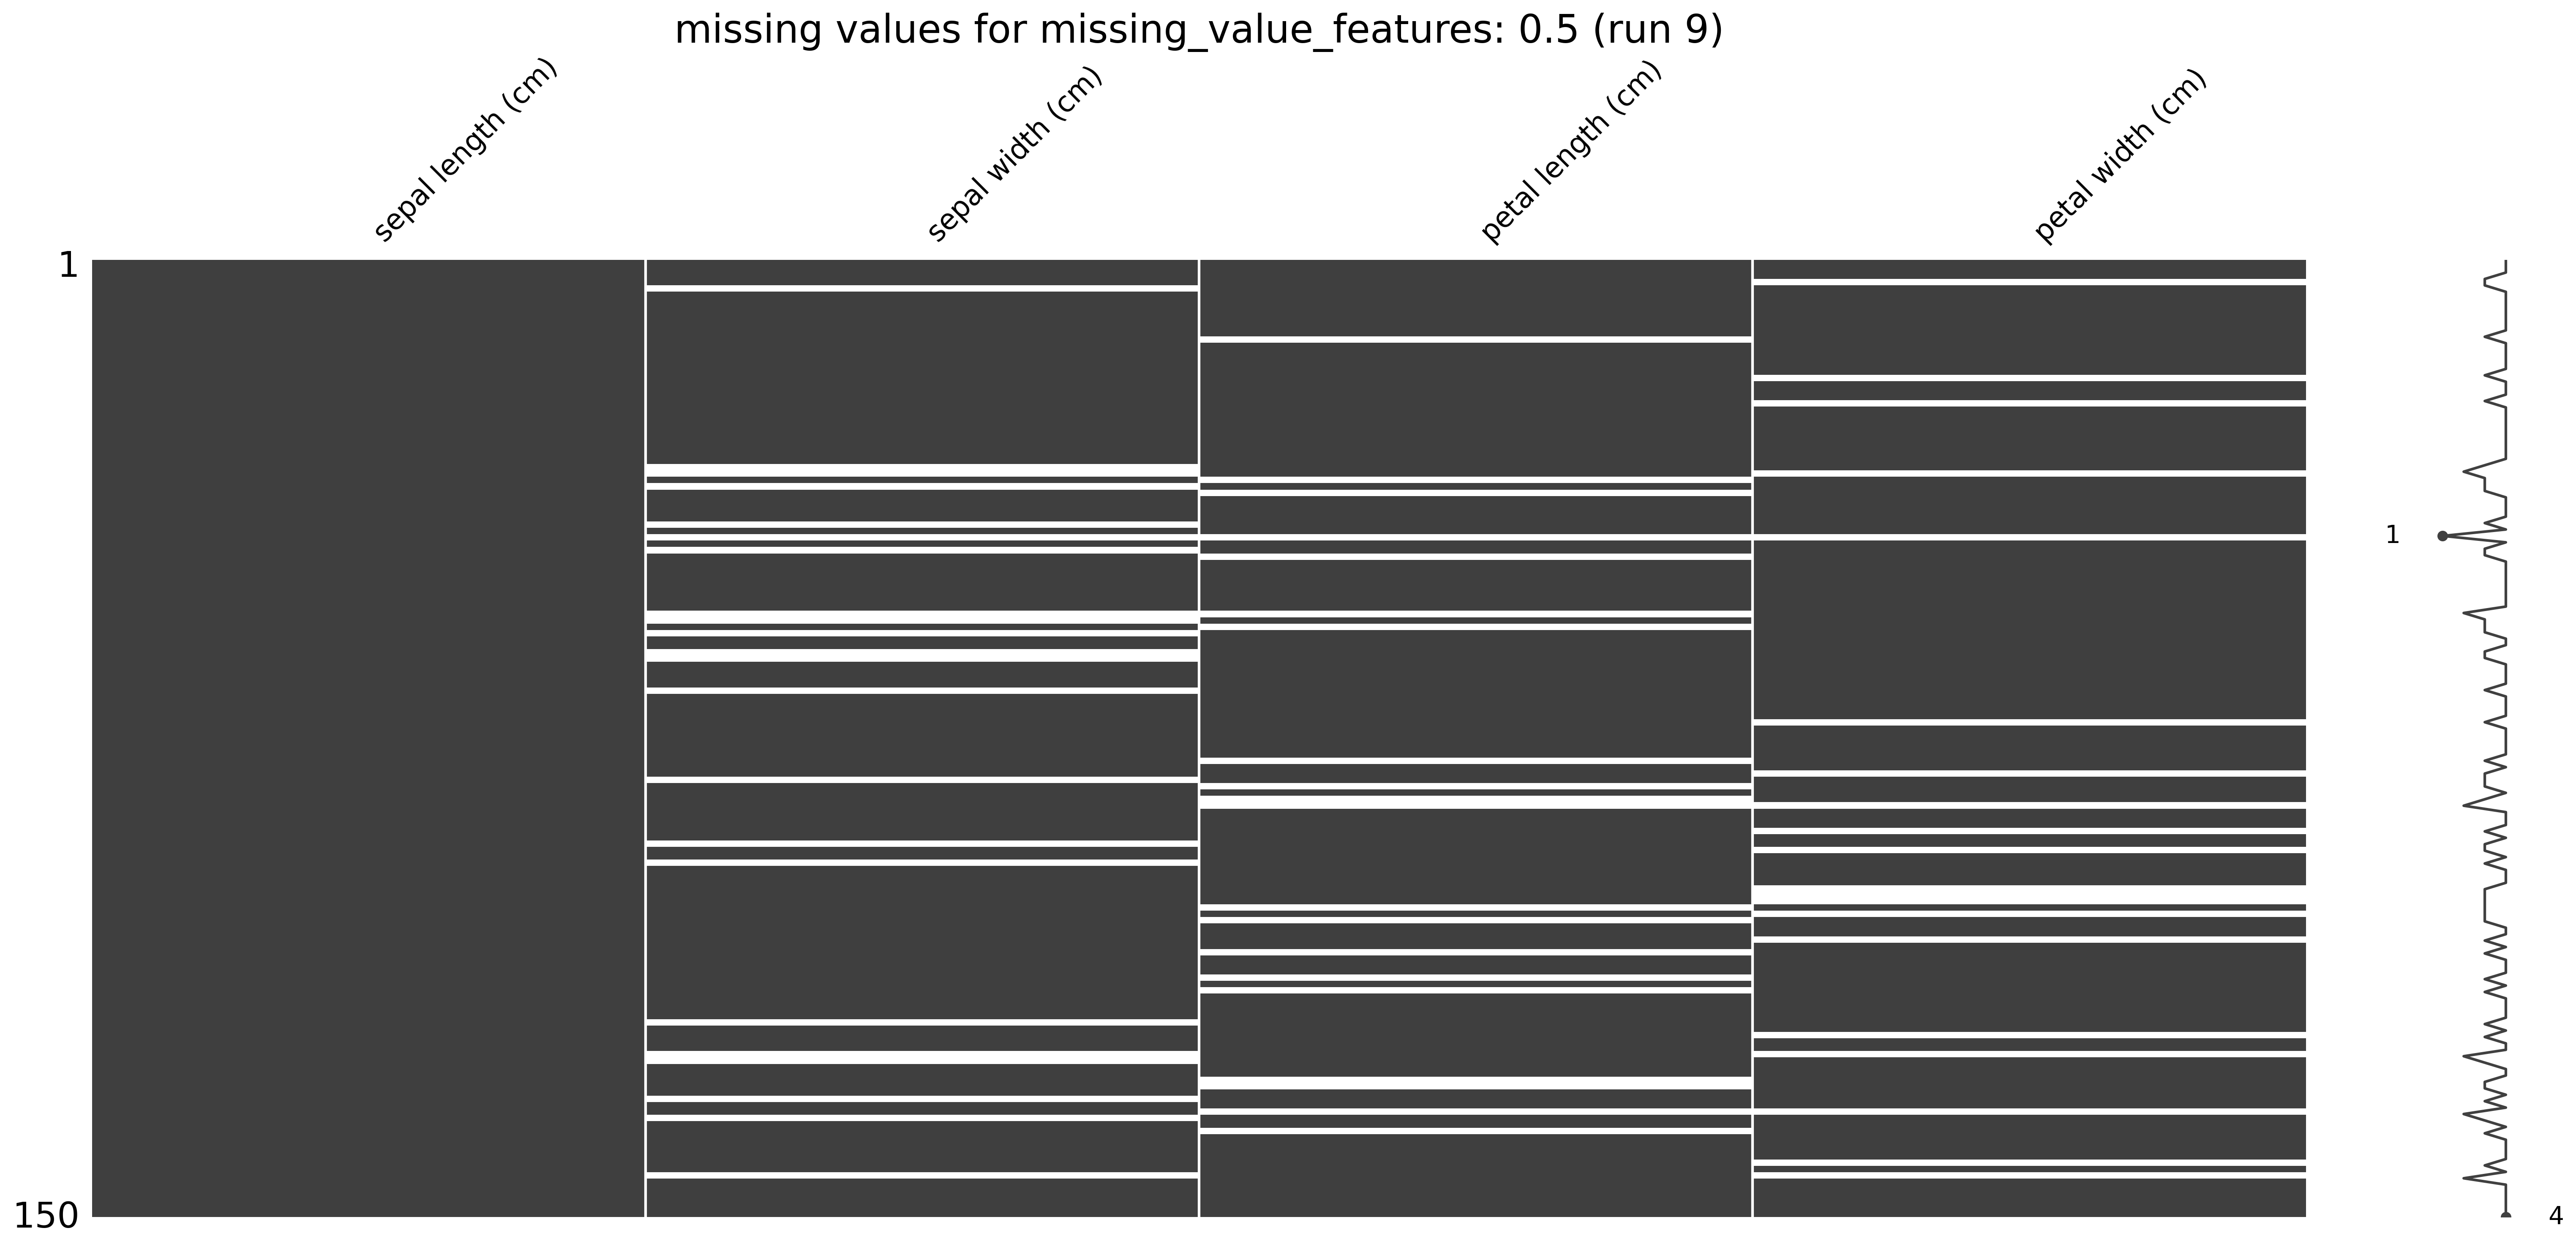 missing values for missing_value_features: 0.5 (run 9)
sepal length (cm)
sepal width (cm)
petal length (cm)
petal width (cm)
1
1
150
4